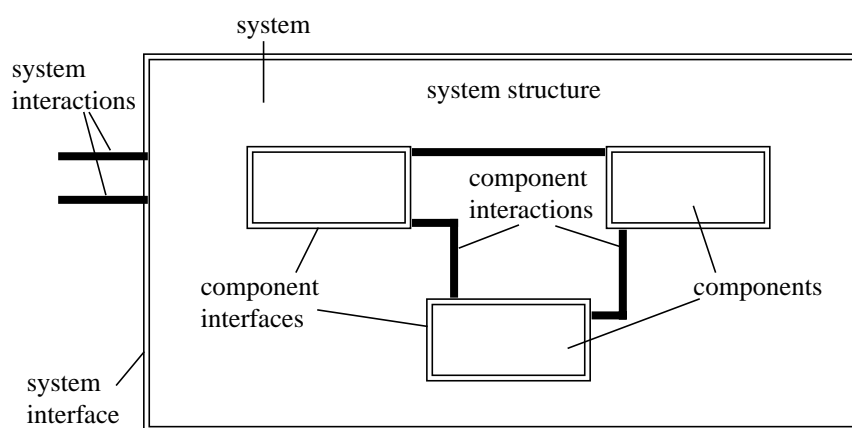 system
system
interactions
system structure
component
interactions
component
interfaces
components
system
interface